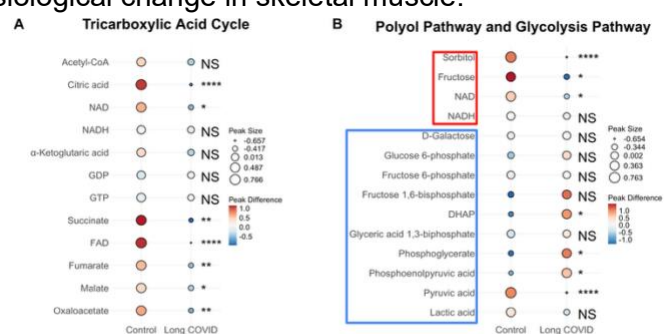 siological change in skeletal muscle.
A Tricarboxylic Acid Cycle
Acetyl-CoA NS
Citric acid ****
NAD *
NADH NS
α-Ketoglutaric acid NS
GDP NS
GTP NS
Succinate **
FAD ****
Fumarate **
Malate *
Oxaloacetate **
Control Long COVID
Peak Size
-0.657
-0.417
0.013
0.487
0.766
Peak Difference
1.0
0.5
0.0
-0.5
B Polyol Pathway and Glycolysis Pathway
Sorbitol ****
Fructose *
NAD *
NADH NS
D-Galactose NS
Glucose 6-phosphate NS
Fructose 6-phosphate NS
Fructose 1,6-bisphosphate NS
DHAP *
Glyceric acid 1,3-biphosphate NS
Phosphoglycerate *
Phosphoenolpyruvic acid *
Pyruvic acid ****
Lactic acid NS
Control Long COVID
Peak Size
-0.654
-0.344
0.002
0.363
0.763
Peak Difference
1.0
0.5
0.0
-0.5
-1.0